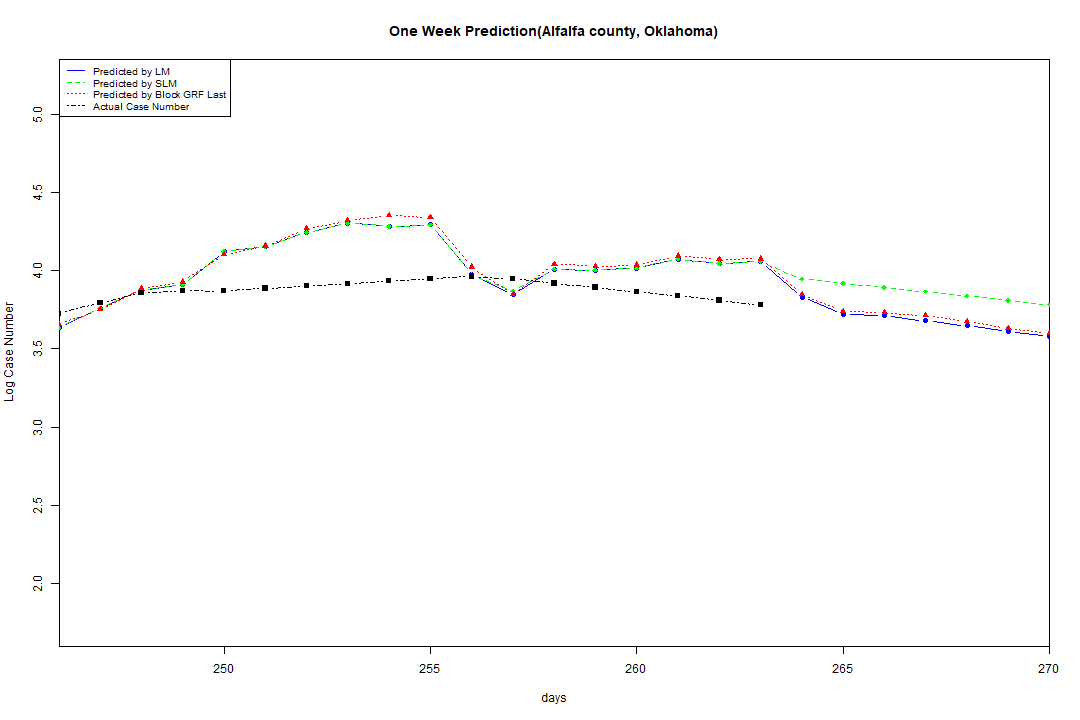 One Week Prediction(Alfalfa county, Oklahoma)
Predicted by LM
Predicted by SLM
Predicted by Block GRF Last
Actual Case Number
Log Case Number
5.0
4.5
4.0
3.5
3.0
2.5
2.0
250 255 260 265 270
days